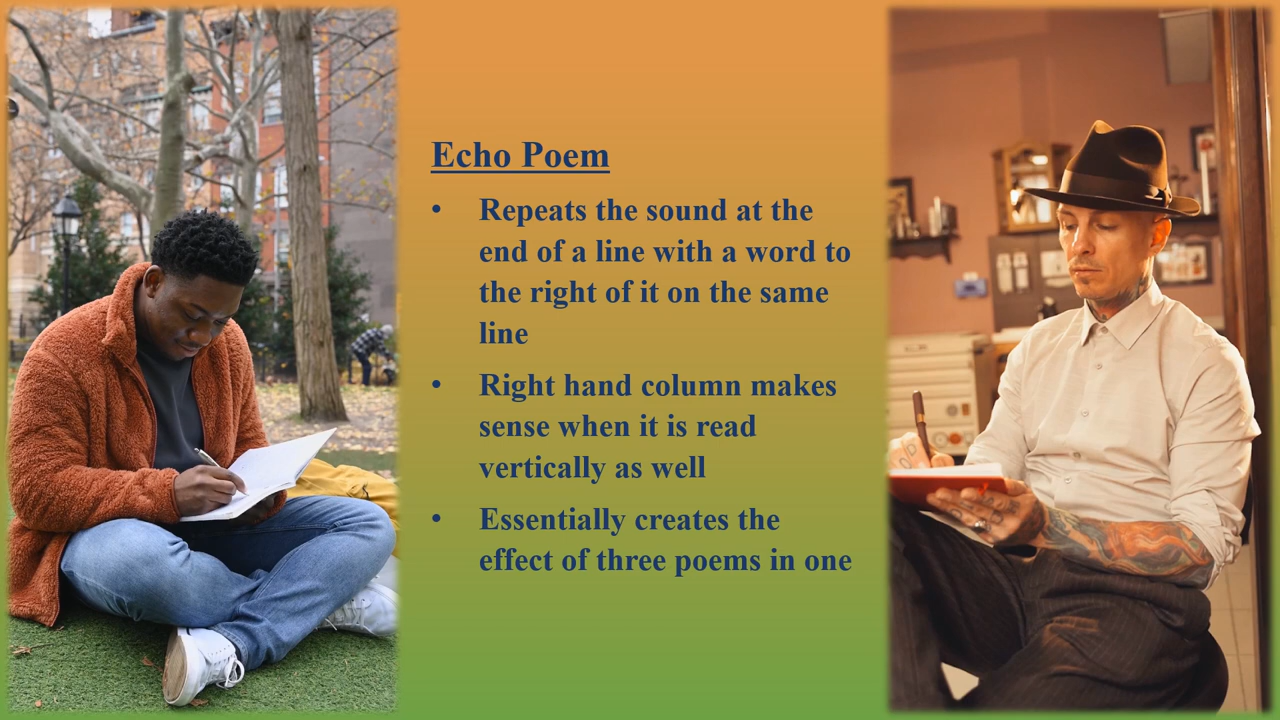 Echo Poem
• Repeats the sound at the
end of a line with a word to
the right of it on the same
line
• Right hand column makes
sense when it is read
vertically as well
• Essentially creates the
effect of three poems in one